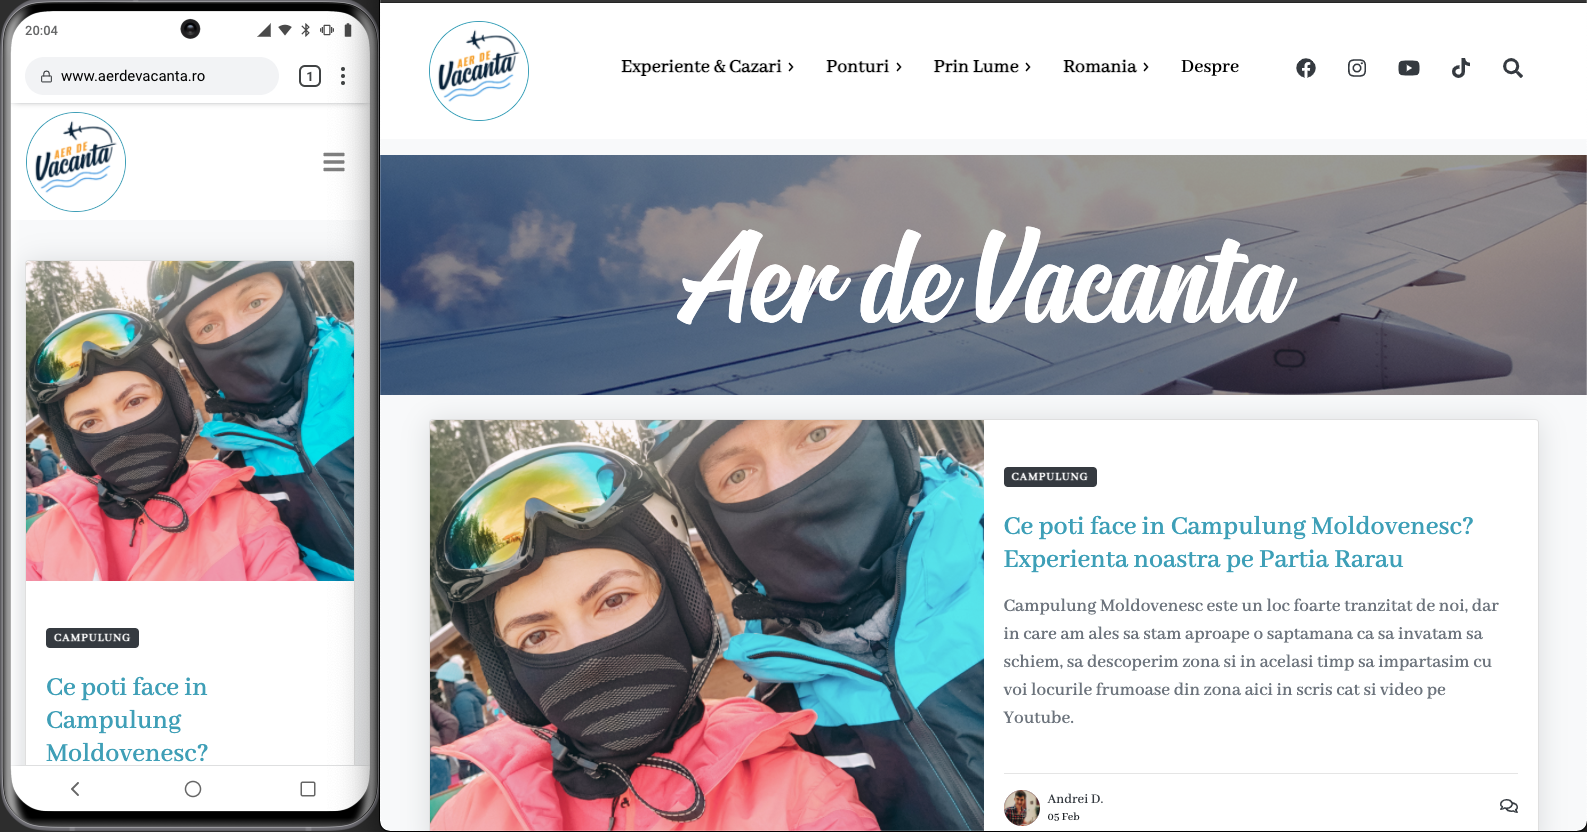 20:04
www.aerdevacanta.ro
1
AER DE
Vacanta
CAMPULUNG
Ce poti face in
Campulung
Moldovenesc?
AER DE
Vacanta
Experiente & Cazari
Ponturi
Prin Lume
Romania
Despre
Aer de Vacanta
CAMPULUNG
Ce poti face in Campulung Moldovenesc?
Experienta noastra pe Partia Rarau
Campulung Moldovenesc este un loc foarte tranzitat de noi, dar
in care am ales sa stam aproape o saptamana ca sa invatam sa
schiem, sa descoperim zona si in acelasi timp sa impartasim cu
voi locurile frumoase din zona aici in scris cat si video pe
Youtube.
Andrei D.
05 Feb